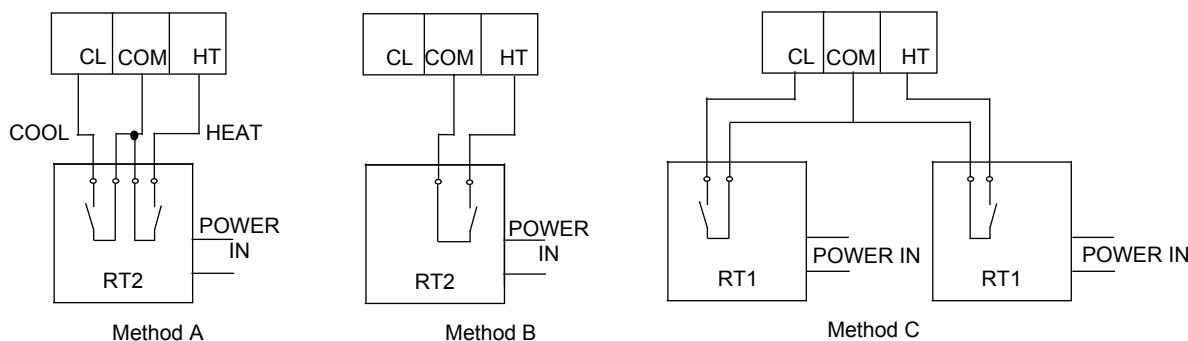 CL COM HT
COOL
HEAT
POWER
IN
RT2
Method A
CL COM HT
POWER
IN
RT2
Method B
CL COM HT
POWER IN
RT1
POWER IN
RT1
Method C